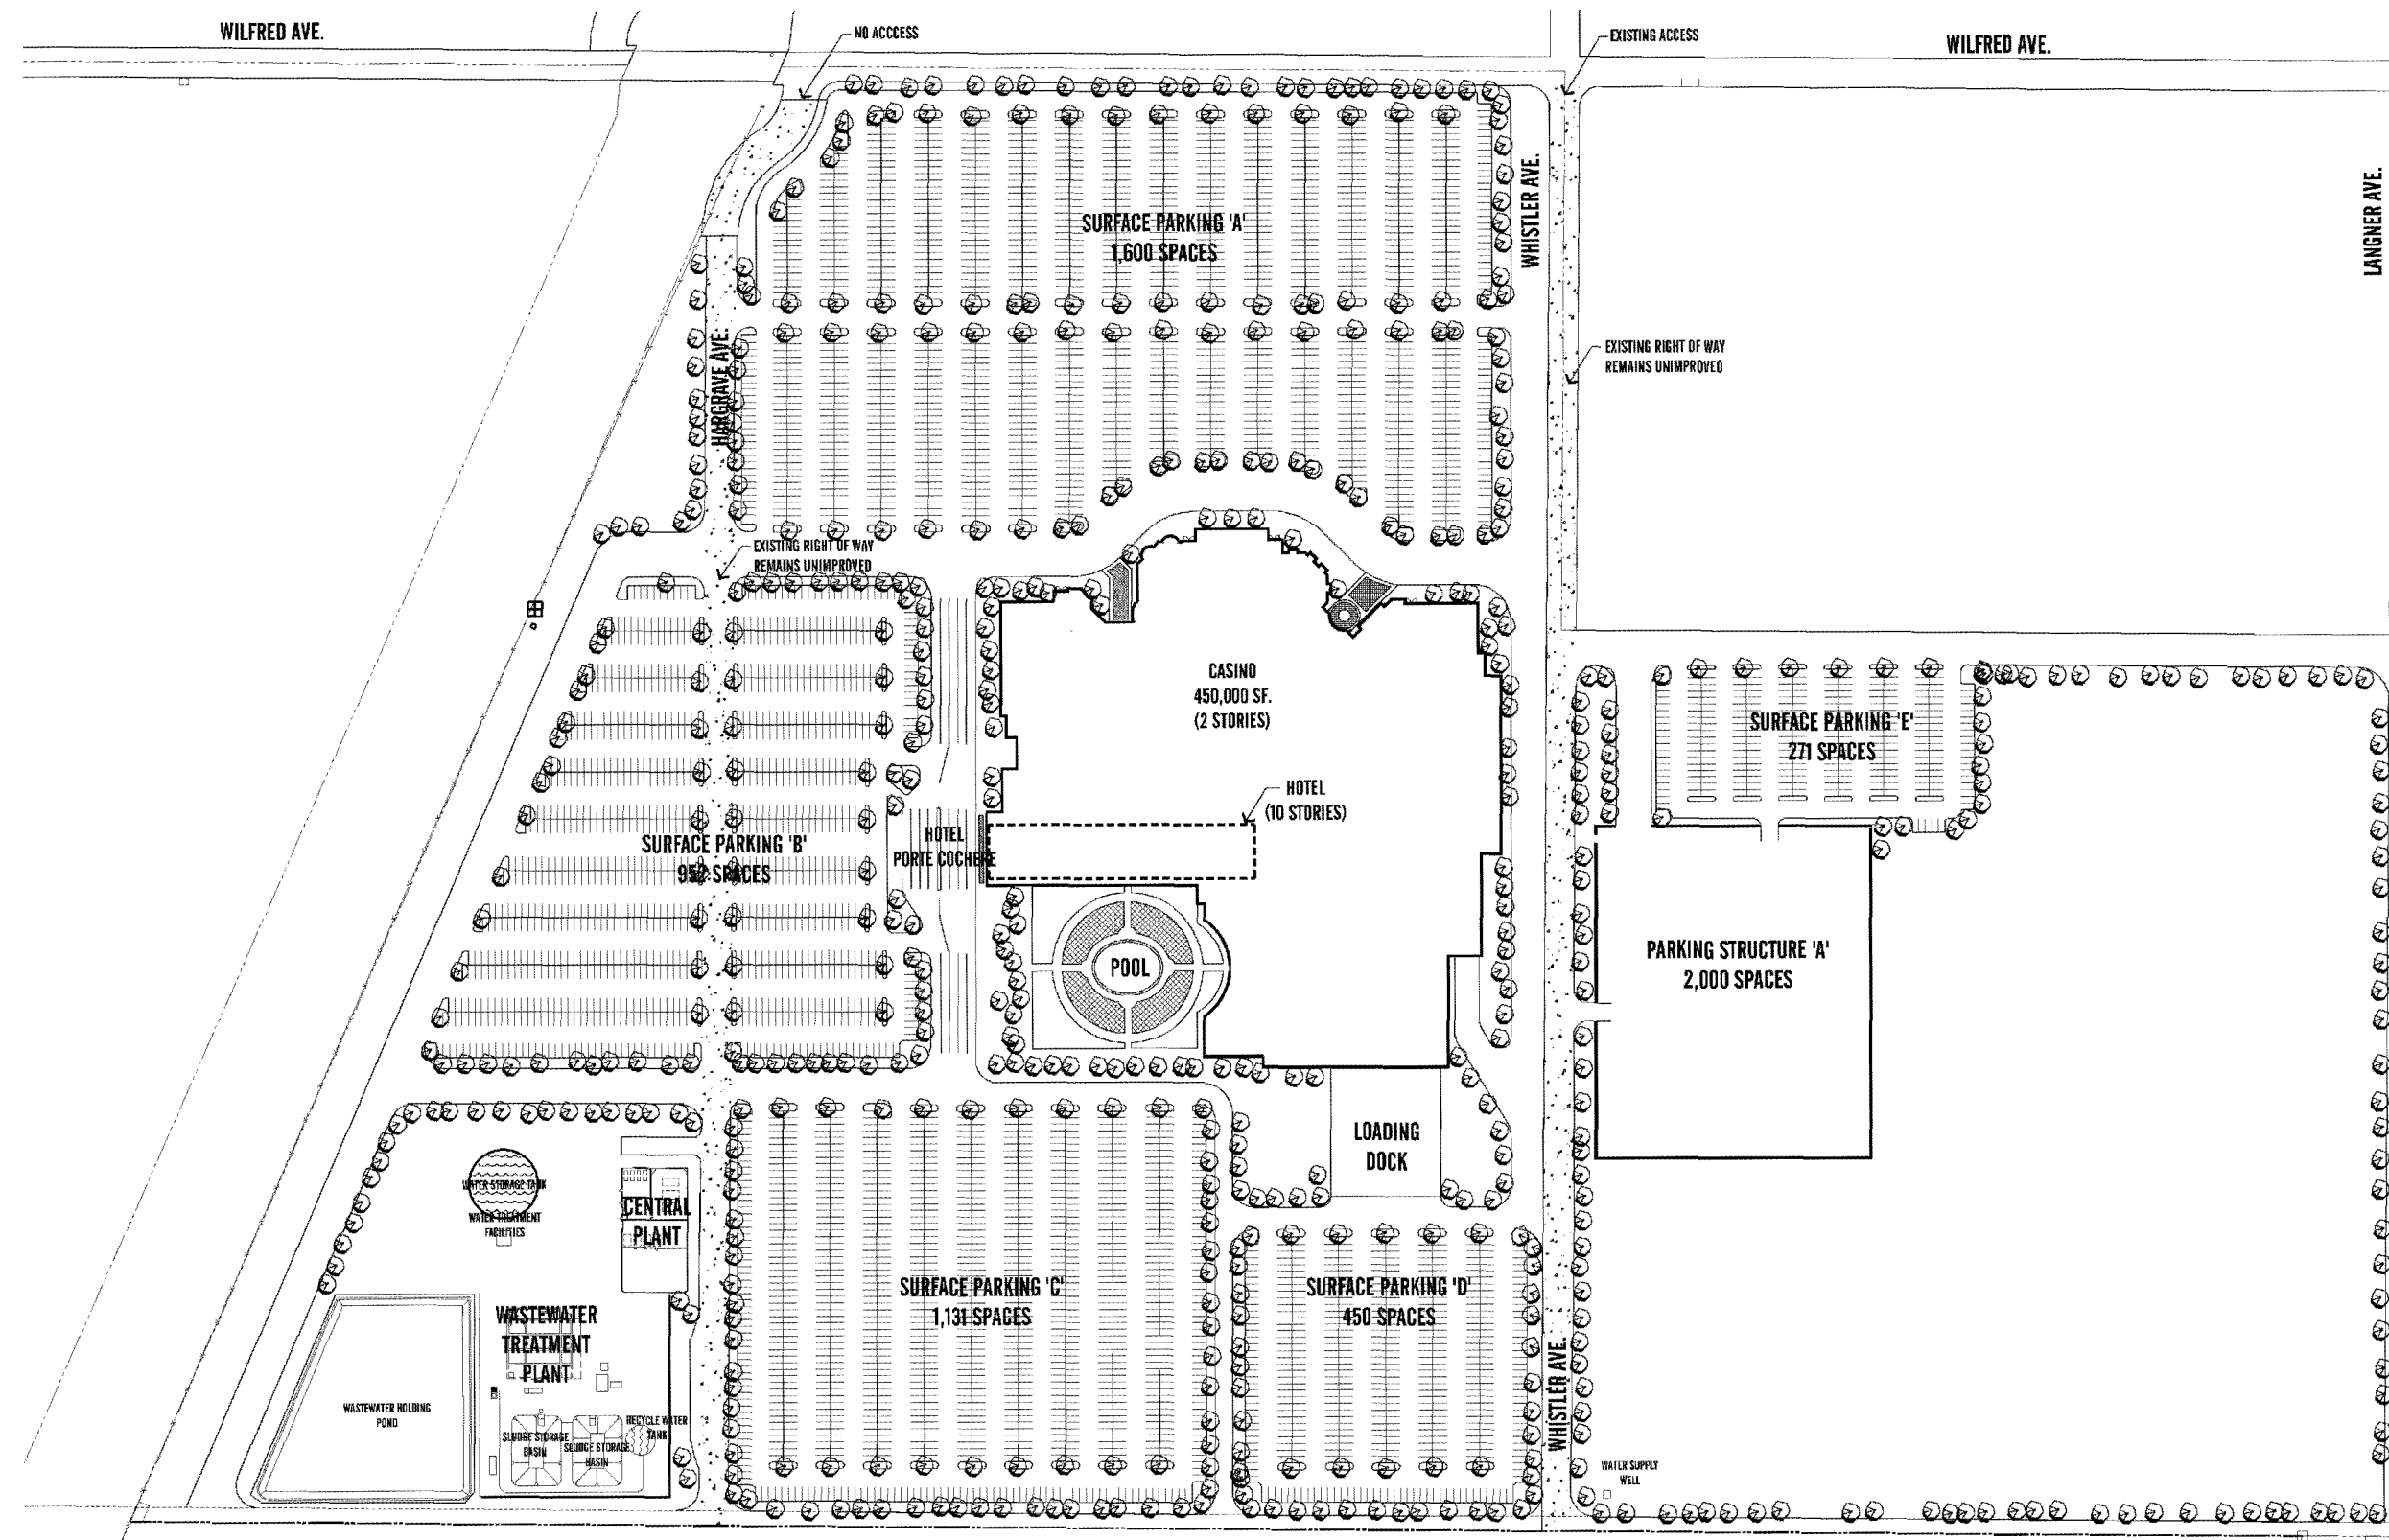 WILFRED AVE.
NO ACCCESS
EXISTING ACCESS
WILFRED AVE.
WHISTLER AVE.
LANGNER AVE.
SURFACE PARKING 'A'
1,600 SPACES
HARGRAVE AVE.
EXISTING RIGHT OF WAY
REMAINS UNIMPROVED
EXISTING RIGHT OF WAY
REMAINS UNIMPROVED
CASINO
450,000 SF.
(2 STORIES)
HOTEL
(10 STORIES)
SURFACE PARKING 'E'
271 SPACES
HOTEL
PORTE COCHERE
SURFACE PARKING 'B'
952 SPACES
POOL
PARKING STRUCTURE 'A'
2,000 SPACES
LOADING
DOCK
WATER STORAGE TANK
WATER TREATMENT
FACILITIES
CENTRAL
PLANT
SURFACE PARKING 'C'
1,131 SPACES
SURFACE PARKING 'D'
450 SPACES
WASTEWATER
TREATMENT
PLANT
WHISTLER AVE.
WASTEWATER HOLDING
POND
SLUDGE STORAGE
BASIN
SLUDGE STORAGE
BASIN
RECYCLE WATER
TANK
WATER SUPPLY
WELL